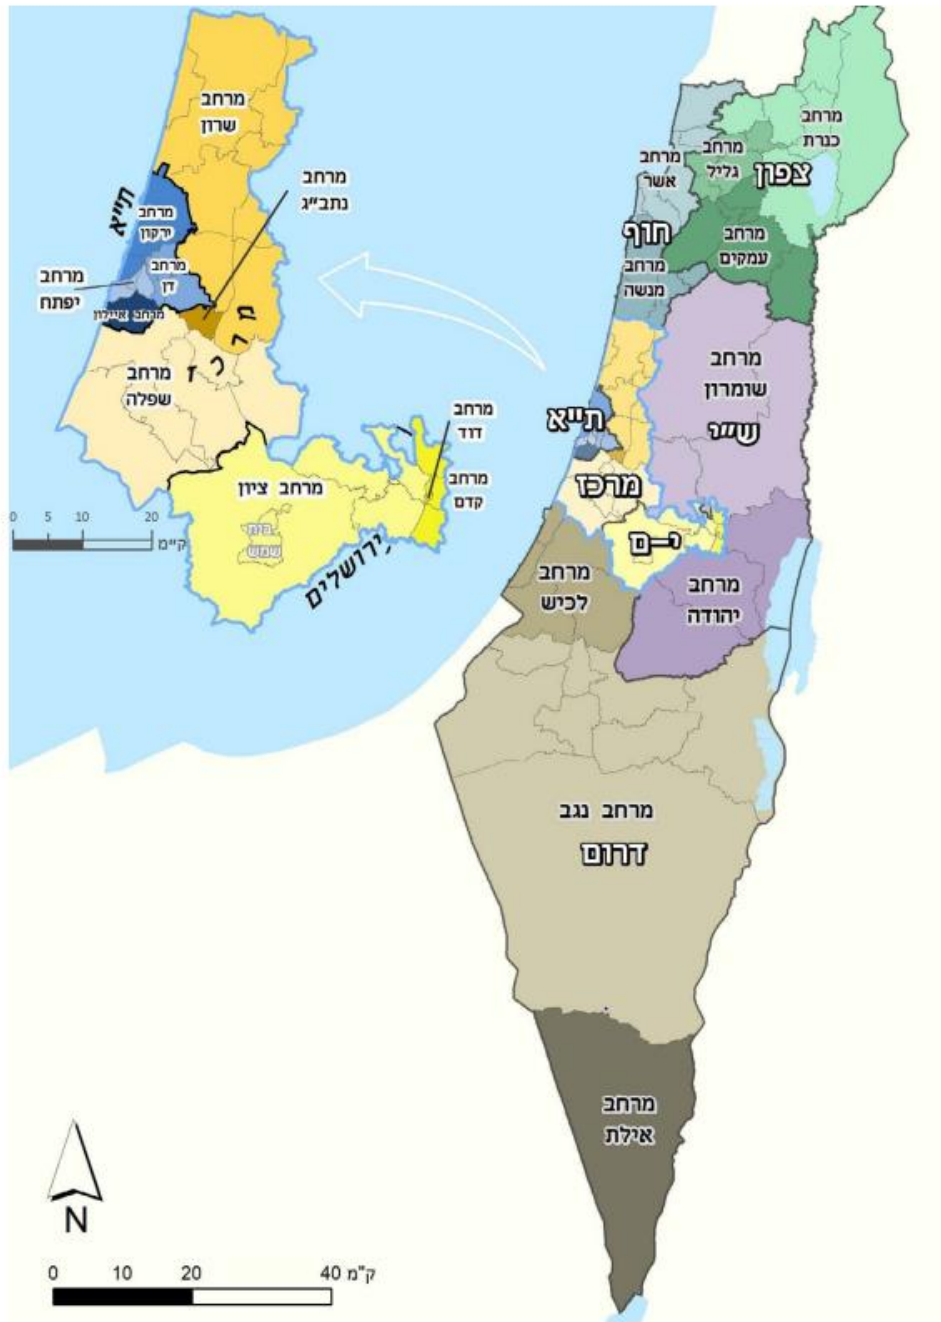 מרחב
שרון
מרחב
נתב״ג
ת״א
מרחב
ירקון
מרחב
דן
מרחב
יפתח
מרחב איילון
מרכז
מרחב
שפלה
מרחב
דוד
מרחב
קדם
מרחב ציון
בית
שמש
ירושלים
0 5 10 20
ק״מ
מרחב
כנרת
מרחב
גליל
צפון
מרחב
אשר
חוף
מרחב
עמקים
מרחב
מנשה
מרחב
שומרון
ש״י
ת״א
מרכז
י-ם
מרחב
לכיש
מרחב
יהודה
מרחב נגב
דרום
מרחב
אילת
N
0 10 20 40 ק"מ